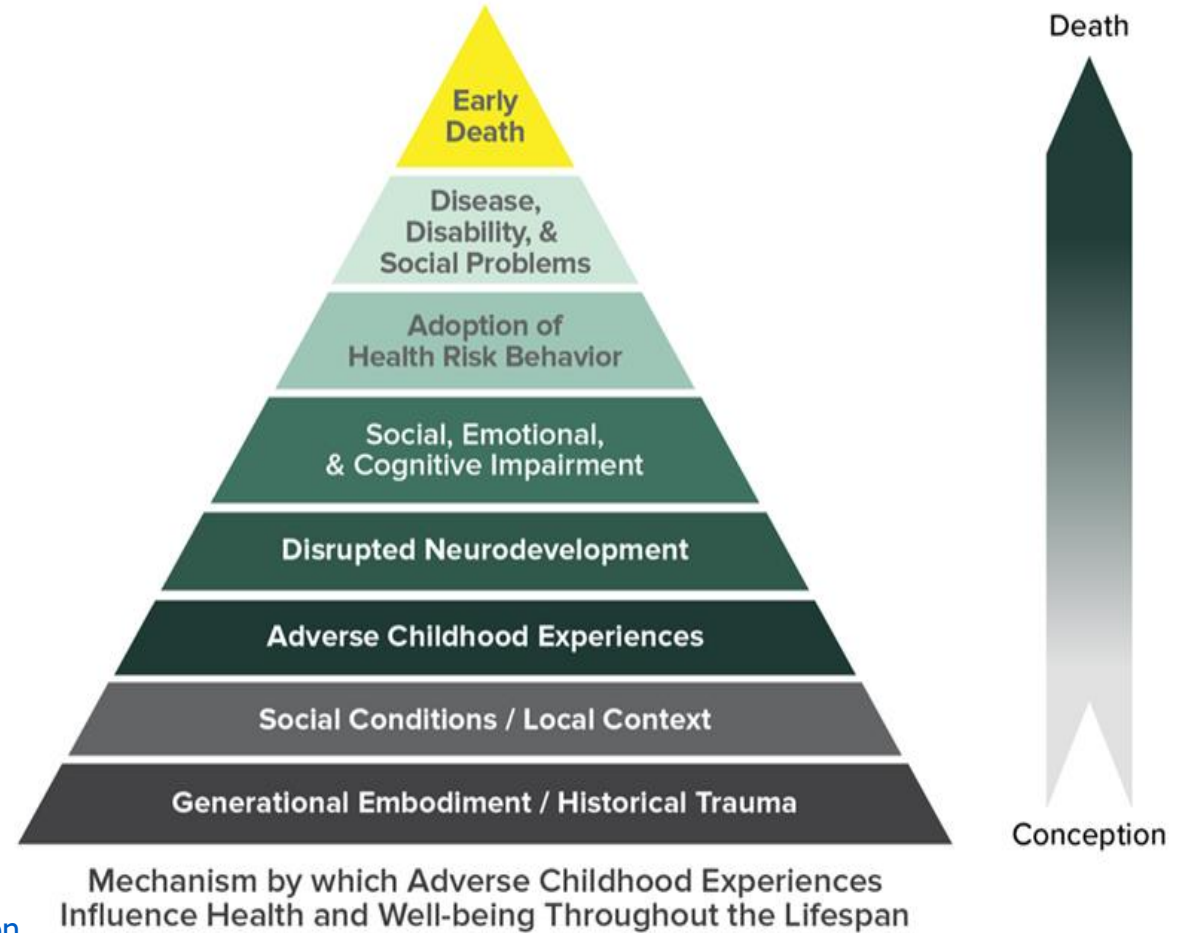 Death
Early
Death
Disease,
Disability, &
Social Problems
Adoption of
Health Risk Behavior
Social, Emotional,
& Cognitive Impairment
Disrupted Neurodevelopment
Adverse Childhood Experiences
Social Conditions / Local Context
Generational Embodiment / Historical Trauma
Conception
Mechanism by which Adverse Childhood Experiences
Influence Health and Well-being Throughout the Lifespan